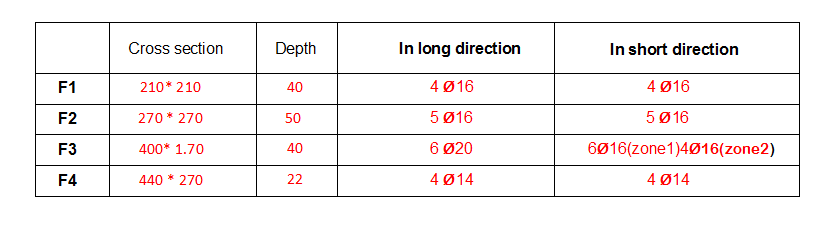 Cross section Depth In long direction In short direction
F1 210* 210 40 4 Ø16 4 Ø16
F2 270 * 270 50 5 Ø16 5 Ø16
F3 400* 1.70 40 6 Ø20 6Ø16(zone1)4Ø16(zone2)
F4 440 * 270 22 4 Ø14 4 Ø14